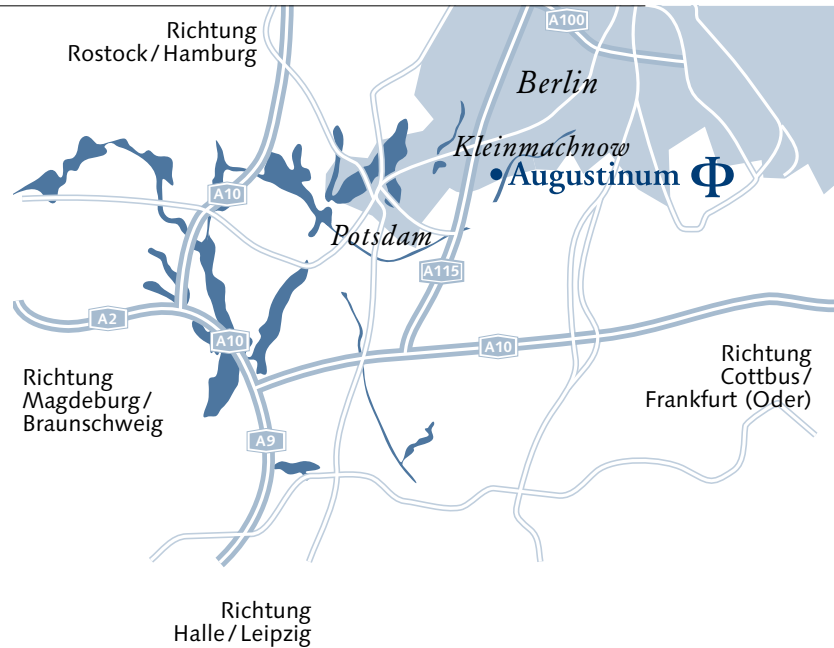 Richtung
Rostock/Hamburg
A100
Berlin
Kleinmachnow
Augustinum Φ
A10
Potsdam
A115
A2
A10
A10
Richtung
Magdeburg/
Braunschweig
Richtung
Cottbus/
Frankfurt (Oder)
A9
Richtung
Halle/Leipzig